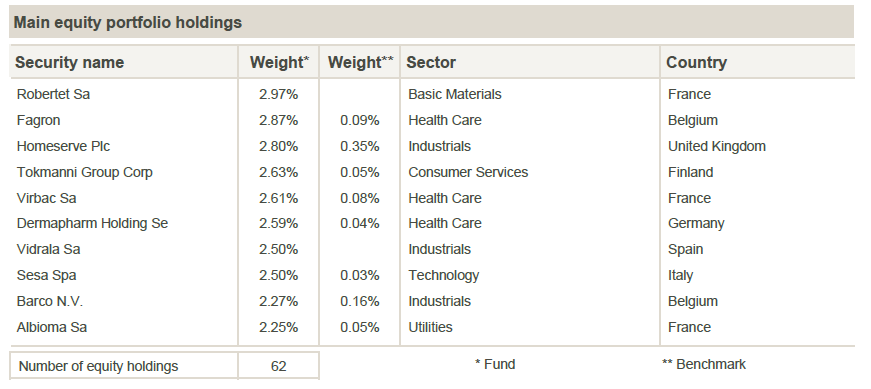 Main equity portfolio holdings
Security name Weight* Weight** Sector Country
Robertet Sa 2.97% Basic Materials France
Fagron 2.87% 0.09% Health Care Belgium
Homeserve Plc 2.80% 0.35% Industrials United Kingdom
Tokmanni Group Corp 2.63% 0.05% Consumer Services Finland
Virbac Sa 2.61% 0.08% Health Care France
Dermapharm Holding Se 2.59% 0.04% Health Care Germany
Vidrala Sa 2.50% Industrials Spain
Sesa Spa 2.50% 0.03% Technology Italy
Barco N.V. 2.27% 0.16% Industrials Belgium
Albioma Sa 2.25% 0.05% Utilities France
Number of equity holdings 62 * Fund ** Benchmark